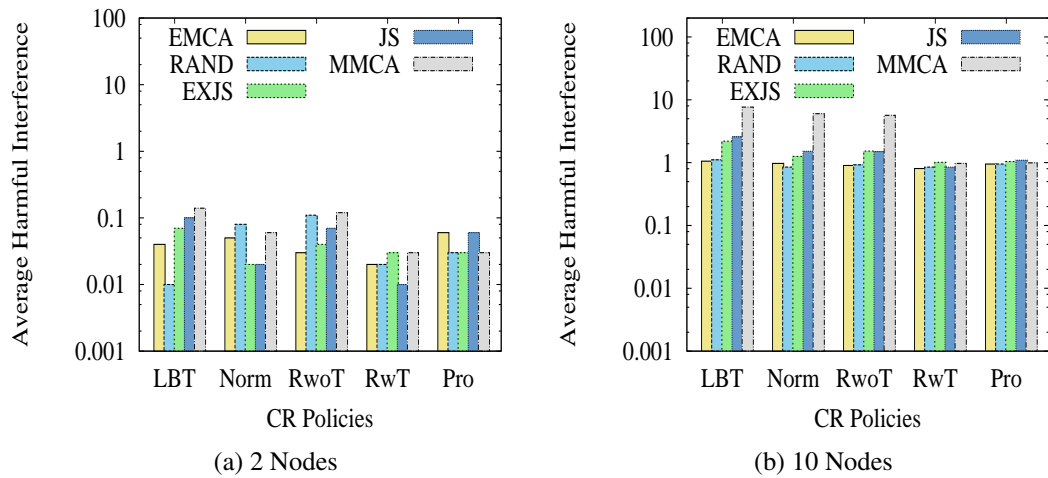 100
10
1
0.1
0.01
0.001
Average Harmful Interference
EMCA
RAND
EXJS
JS
MMCA
LBT Norm RwoT RwT Pro
CR Policies
(a) 2 Nodes
100
10
1
0.1
0.01
0.001
Average Harmful Interference
EMCA
RAND
EXJS
JS
MMCA
LBT Norm RwoT RwT Pro
CR Policies
(b) 10 Nodes